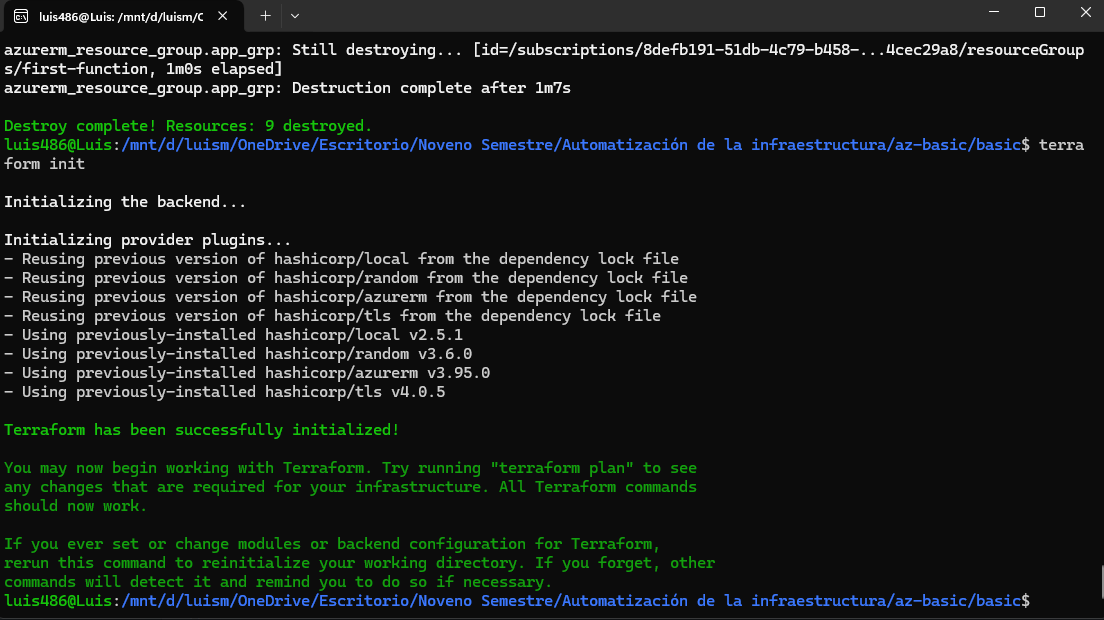 luis486@Luis: /mnt/d/luism/C
azurerm_resource_group.app_grp: Still destroying... [id=/subscriptions/8defb191-51db-4c79-b458-...4cec29a8/resourceGroup
s/first-function, 1m0s elapsed]
azurerm_resource_group.app_grp: Destruction complete after 1m7s
Destroy complete! Resources: 9 destroyed.
luis486@Luis:/mnt/d/luism/OneDrive/Escritorio/Noveno Semestre/Automatización de la infraestructura/az-basic/basic$ terra
form init
Initializing the backend...
Initializing provider plugins...
- Reusing previous version of hashicorp/local from the dependency lock file
- Reusing previous version of hashicorp/random from the dependency lock file
- Reusing previous version of hashicorp/azurerm from the dependency lock file
- Reusing previous version of hashicorp/tls from the dependency lock file
- Using previously-installed hashicorp/local v2.5.1
- Using previously-installed hashicorp/random v3.6.0
- Using previously-installed hashicorp/azurerm v3.95.0
- Using previously-installed hashicorp/tls v4.0.5
Terraform has been successfully initialized!
You may now begin working with Terraform. Try running "terraform plan" to see
any changes that are required for your infrastructure. All Terraform commands
should now work.
If you ever set or change modules or backend configuration for Terraform,
rerun this command to reinitialize your working directory. If you forget, other
commands will detect it and remind you to do so if necessary.
luis486@Luis:/mnt/d/luism/OneDrive/Escritorio/Noveno Semestre/Automatización de la infraestructura/az-basic/basic$